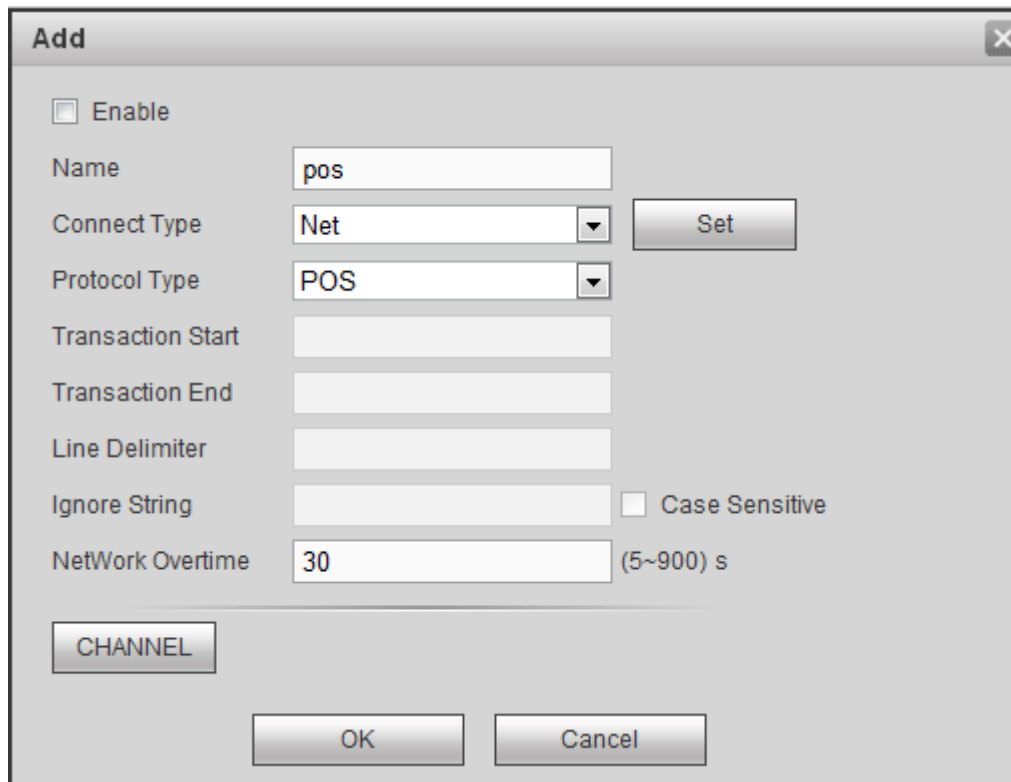 Add
Enable
Name pos
Connect Type Net Set
Protocol Type POS
Transaction Start
Transaction End
Line Delimiter
Ignore String Case Sensitive
NetWork Overtime 30 (5~900) s
CHANNEL
OK Cancel